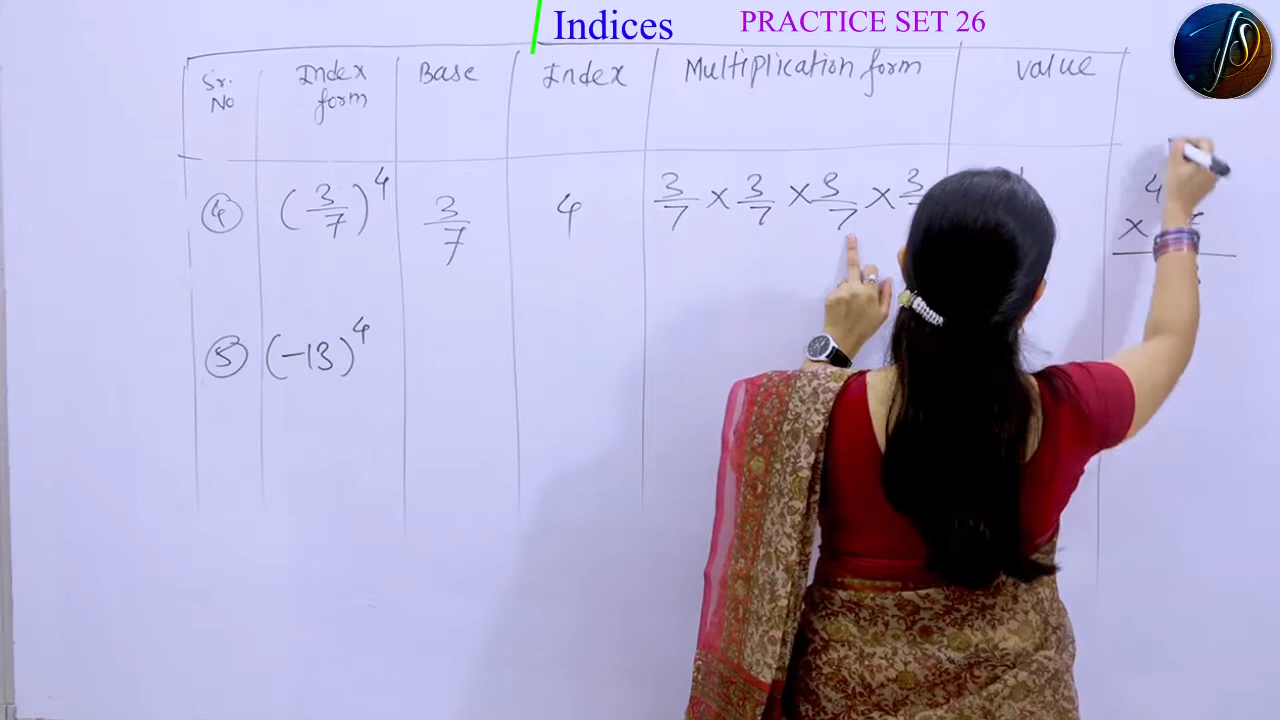 Indices PRACTICE SET 26
Sr. No Index form Base Index Multiplication form value
④ (3/7)^4 3/7 4 3/7 × 3/7 × 3/7 × 3/
4
×
⑤ (-13)^4